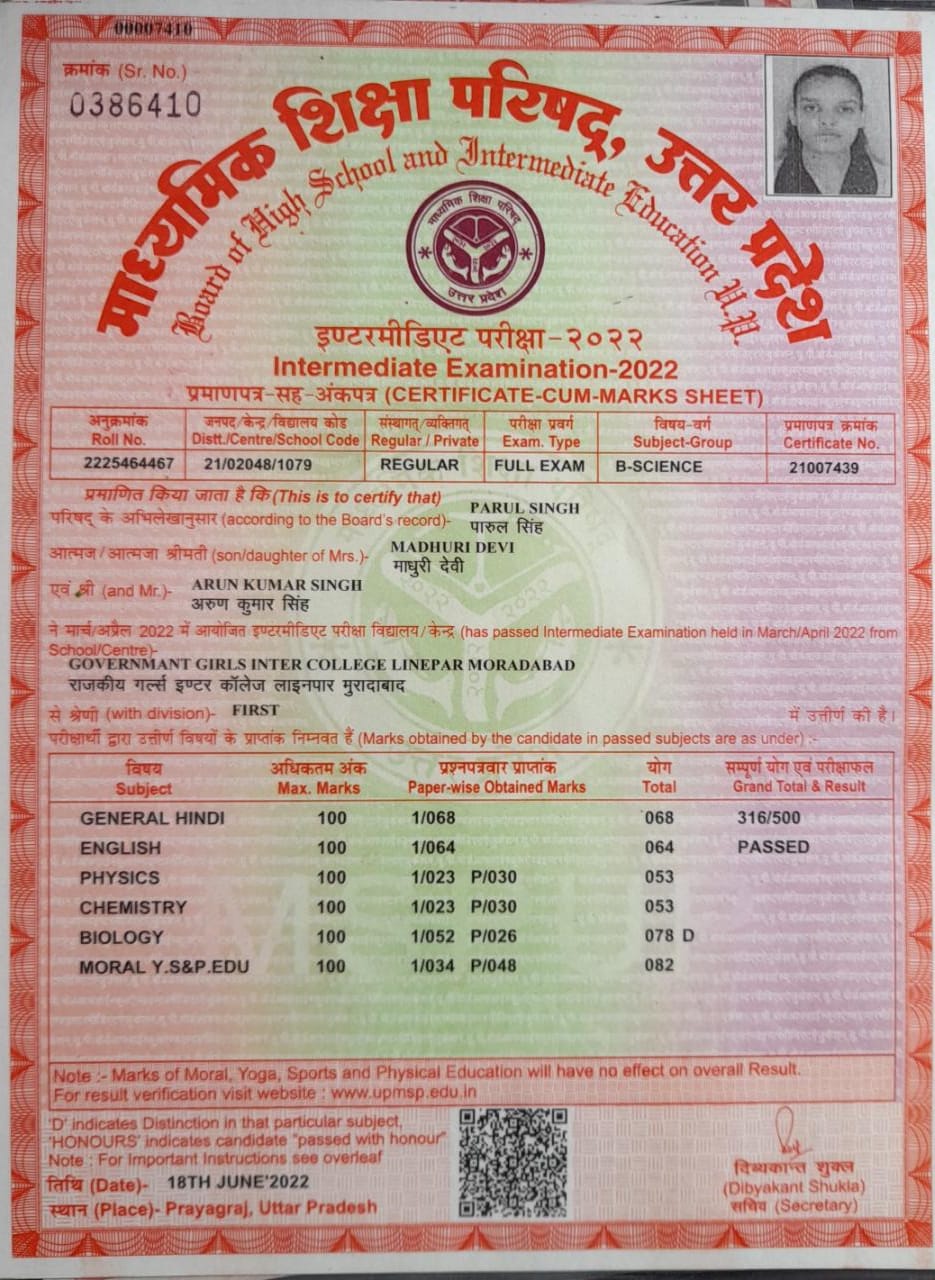 00007410
क्रमांक (Sr. No.)
0386410
माध्यमिक शिक्षा परिषद्, उत्तर प्रदेश
Board of High School and Intermediate Education U.P.
माध्यमिक शिक्षा परिषद्
उत्तर प्रदेश
इण्टरमीडिएट परीक्षा-२०२२
Intermediate Examination-2022
प्रमाणपत्र-सह-अंकपत्र (CERTIFICATE-CUM-MARKS SHEET)
अनुक्रमांक जनपद/केन्द्र/विद्यालय कोड संस्थागत/व्यक्तिगत परीक्षा प्रवर्ग विषय-वर्ग प्रमाणपत्र क्रमांक
Roll No. Distt./Centre/School Code Regular / Private Exam. Type Subject-Group Certificate No.
2225464467 21/02048/1079 REGULAR FULL EXAM B-SCIENCE 21007439
प्रमाणित किया जाता है कि (This is to certify that)
PARUL SINGH
परिषद् के अभिलेखानुसार (according to the Board's record)- पारुल सिंह
MADHURI DEVI
आत्मज/आत्मजा श्रीमती (son/daughter of Mrs.)- माधुरी देवी
एवं श्री (and Mr.)- ARUN KUMAR SINGH
अरुण कुमार सिंह
ने मार्च/अप्रैल 2022 में आयोजित इण्टरमीडिएट परीक्षा विद्यालय/केन्द्र (has passed Intermediate Examination held in March/April 2022 from
School/Centre)-
GOVERNMANT GIRLS INTER COLLEGE LINEPAR MORADABAD
राजकीय गर्ल्स इण्टर कॉलेज लाइनपार मुरादाबाद
से श्रेणी (with division)- FIRST में उत्तीर्ण की है।
परीक्षार्थी द्वारा उत्तीर्ण विषयों के प्राप्तांक निम्नवत हैं (Marks obtained by the candidate in passed subjects are as under) :-
विषय अधिकतम अंक प्रश्नपत्रवार प्राप्तांक योग सम्पूर्ण योग एवं परीक्षाफल
Subject Max. Marks Paper-wise Obtained Marks Total Grand Total & Result
GENERAL HINDI 100 1/068 068 316/500
ENGLISH 100 1/064 064 PASSED
PHYSICS 100 1/023 P/030 053
CHEMISTRY 100 1/023 P/030 053
BIOLOGY 100 1/052 P/026 078 D
MORAL Y.S&P.EDU 100 1/034 P/048 082
Note :- Marks of Moral, Yoga, Sports and Physical Education will have no effect on overall Result.
For result verification visit website : www.upmsp.edu.in
'D' indicates Distinction in that particular subject,
'HONOURS' indicates candidate "passed with honour"
Note : For Important Instructions see overleaf
तिथि (Date)- 18TH JUNE'2022
स्थान (Place)- Prayagraj, Uttar Pradesh
दिब्यकान्त शुक्ल
(Dibyakant Shukla)
सचिव (Secretary)